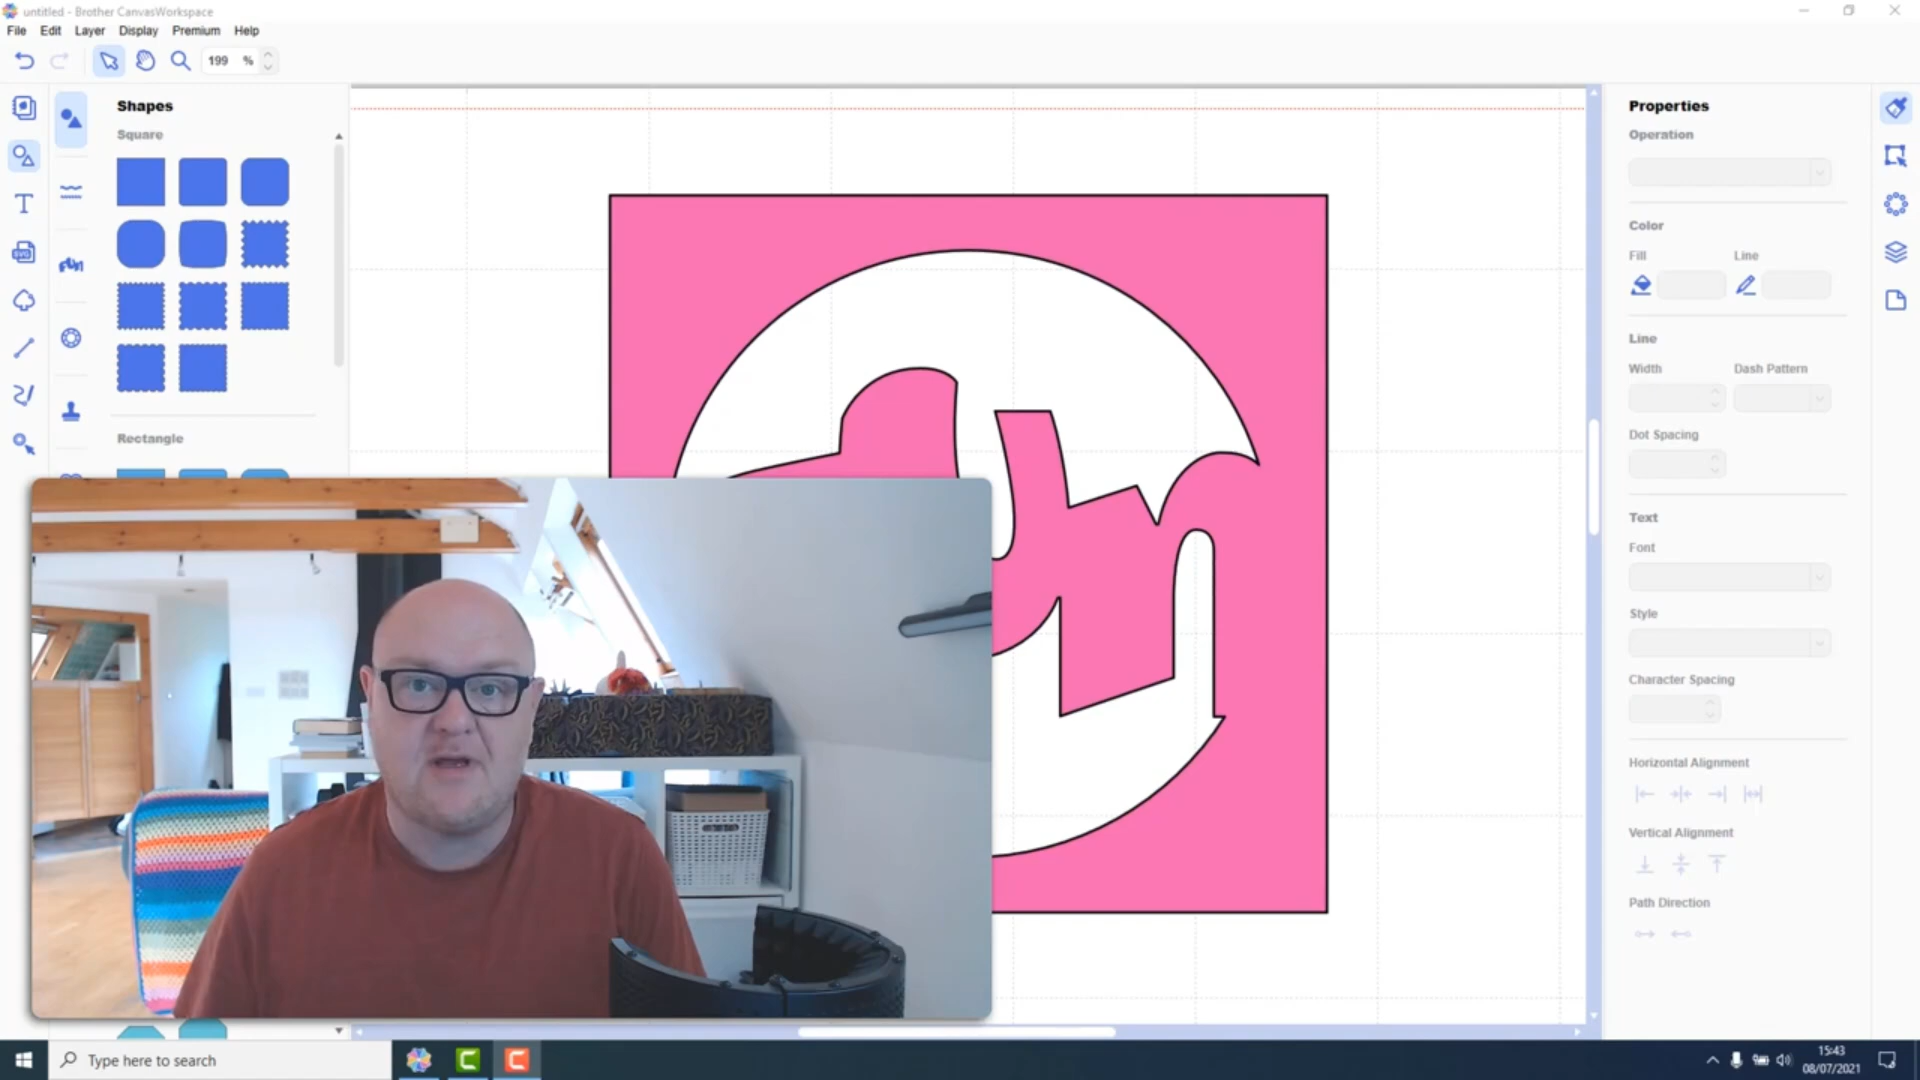 untitled - Brother CanvasWorkspace
File Edit Layer Display Premium Help
199 %
Shapes
Square
Rectangle
T
SVG
FUN
Properties
Operation
Color
Fill Line
Line
Width Dash Pattern
Dot Spacing
Text
Font
Style
Character Spacing
Horizontal Alignment
Vertical Alignment
Path Direction
Type here to search
15:43
08/07/2021